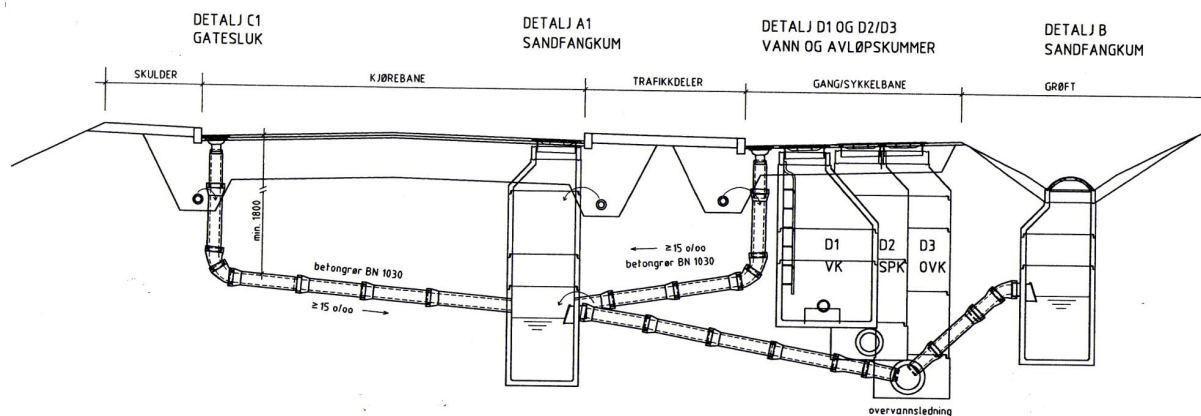 DETALJ C1
GATESLUK
DETALJ A1
SANDFANGKUM
DETALJ D1 OG D2/D3
VANN OG AVLØPSKUMMER
DETALJ B
SANDFANGKUM
SKULDER
KJØREBANE
TRAFIKKDELER
GANG/SYKKELBANE
GRØFT
min. 1800
betongrør BN 1030
≥15 o/oo
≥15 o/oo
betongrør BN 1030
D1
VK
D2
SPK
D3
OVK
overvannsledning